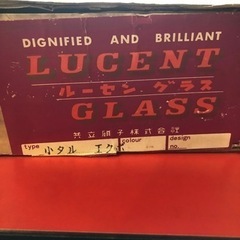 DIGNIFIED AND BRILLIANT
LUCENT
ルーセン グラス
GLASS
共立硝子株式会社
type 小タル エクボ colour design no.